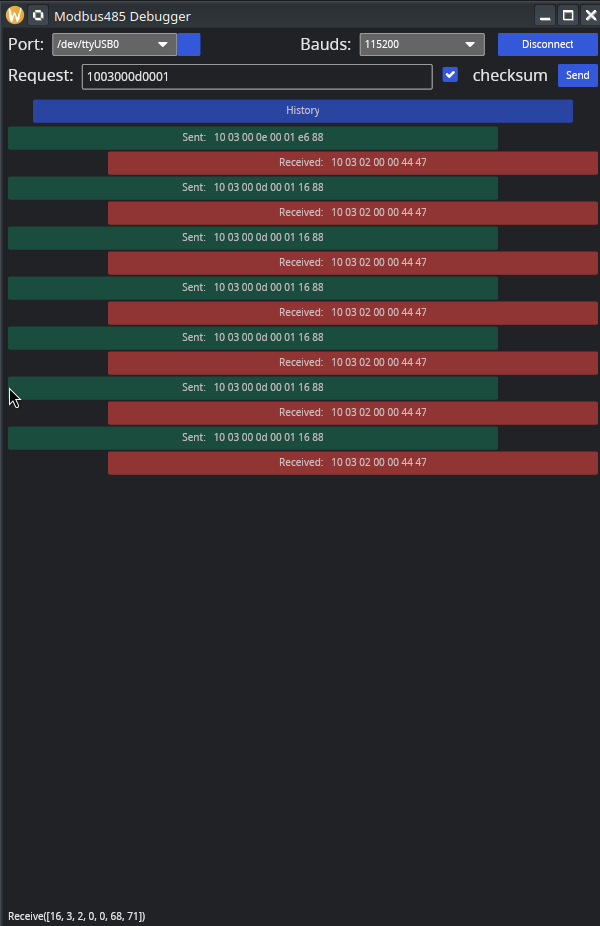 W Modbus485 Debugger
Port: /dev/ttyUSB0 Bauds: 115200 Disconnect
Request: 1003000d0001 checksum Send
History
Sent: 10 03 00 0e 00 01 e6 88
Received: 10 03 02 00 00 44 47
Sent: 10 03 00 0d 00 01 16 88
Received: 10 03 02 00 00 44 47
Sent: 10 03 00 0d 00 01 16 88
Received: 10 03 02 00 00 44 47
Sent: 10 03 00 0d 00 01 16 88
Received: 10 03 02 00 00 44 47
Sent: 10 03 00 0d 00 01 16 88
Received: 10 03 02 00 00 44 47
Sent: 10 03 00 0d 00 01 16 88
Received: 10 03 02 00 00 44 47
Sent: 10 03 00 0d 00 01 16 88
Received: 10 03 02 00 00 44 47
Receive([16, 3, 2, 0, 0, 68, 71])